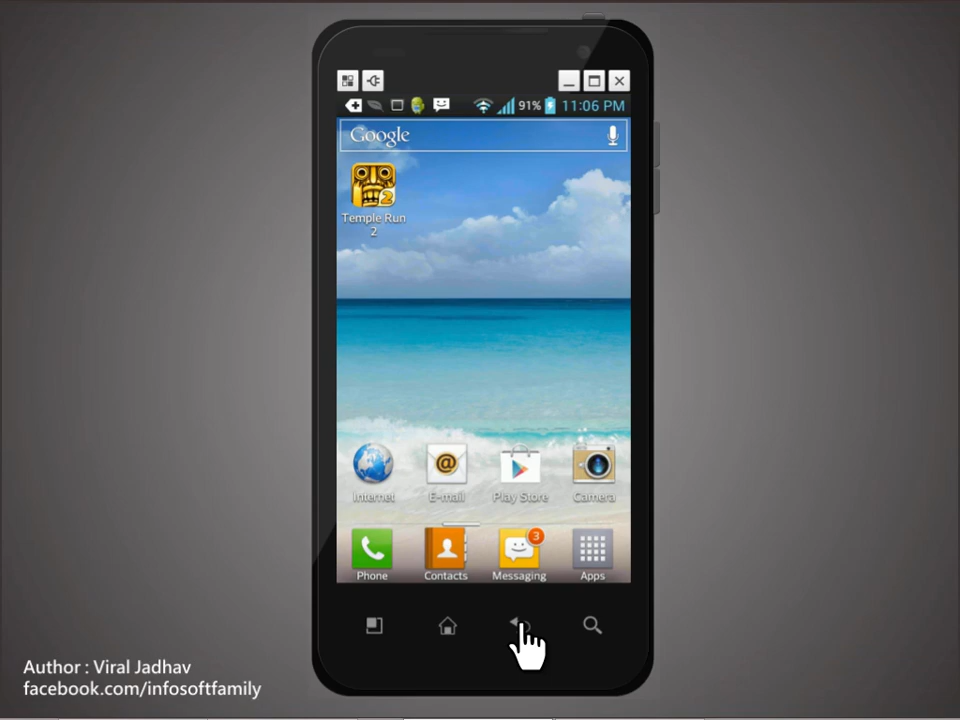 91% 11:06 PM
Google
Temple Run
2
Internet E-mail Play Store Camera
3
Phone Contacts Messaging Apps
Author : Viral Jadhav
facebook.com/infosoftfamily